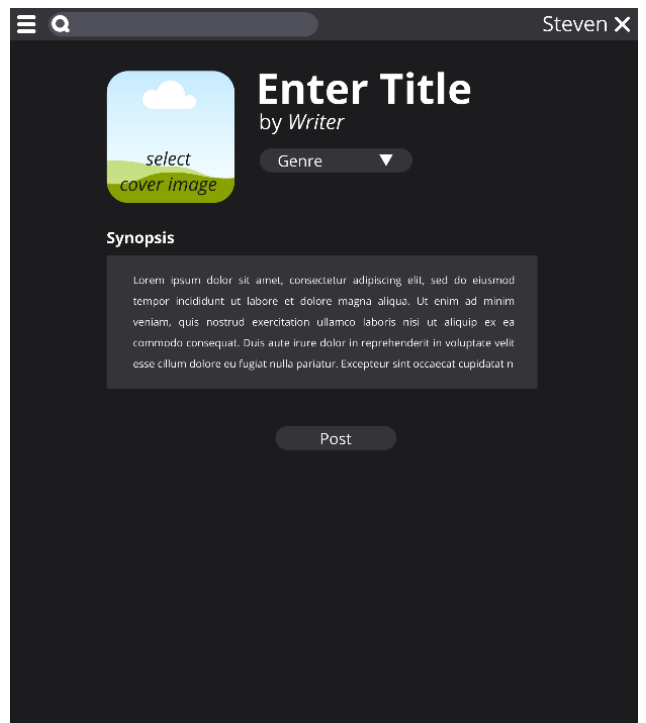 Steven
Enter Title
by Writer
select
cover image
Genre
Synopsis
Lorem ipsum dolor sit amet, consectetur adipiscing elit, sed do eiusmod
tempor incididunt ut labore et dolore magna aliqua. Ut enim ad minim
veniam, quis nostrud exercitation ullamco laboris nisi ut aliquip ex ea
commodo consequat. Duis aute irure dolor in reprehenderit in voluptate velit
esse cillum dolore eu fugiat nulla pariatur. Excepteur sint occaecat cupidatat n
Post